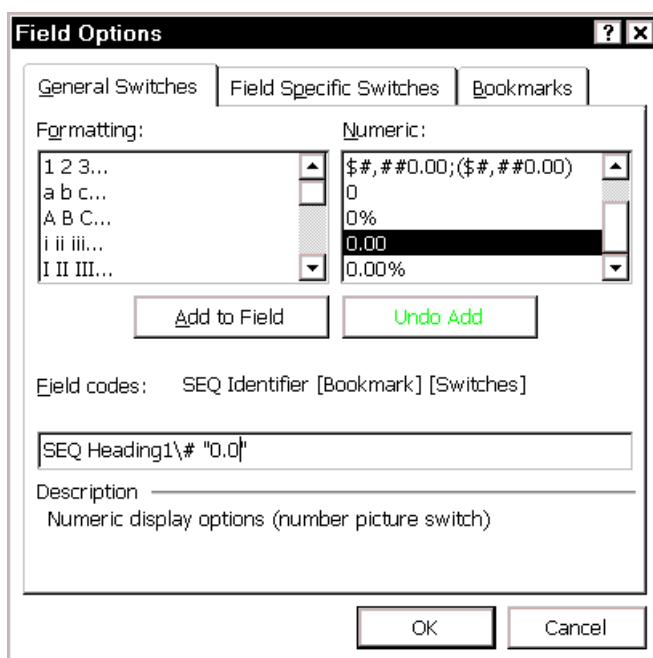 Field Options
General Switches Field Specific Switches Bookmarks
Formatting: Numeric:
1 2 3... $#,##0.00;($#,##0.00)
a b c... 0
A B C... 0%
i ii iii... 0.00
I II III... 0.00%
Add to Field Undo Add
Field codes: SEQ Identifier [Bookmark] [Switches]
SEQ Heading1\# "0.0"
Description
Numeric display options (number picture switch)
OK Cancel